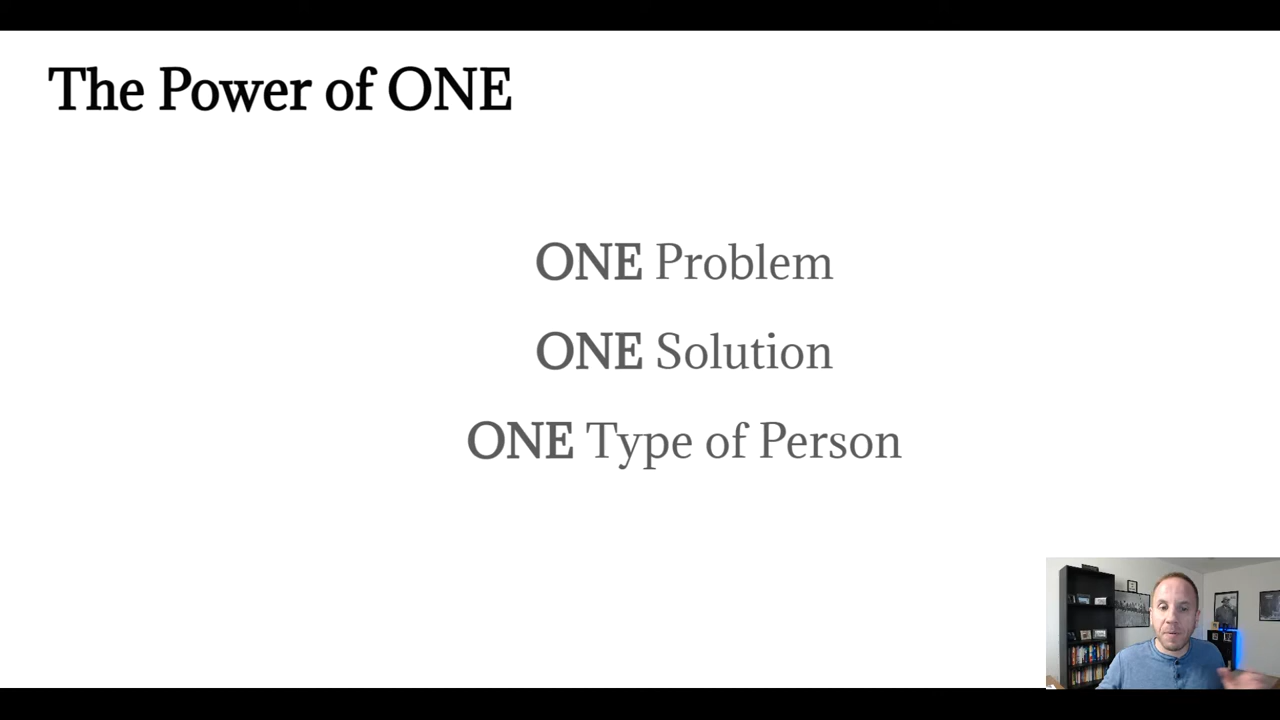 The Power of ONE
ONE Problem
ONE Solution
ONE Type of Person